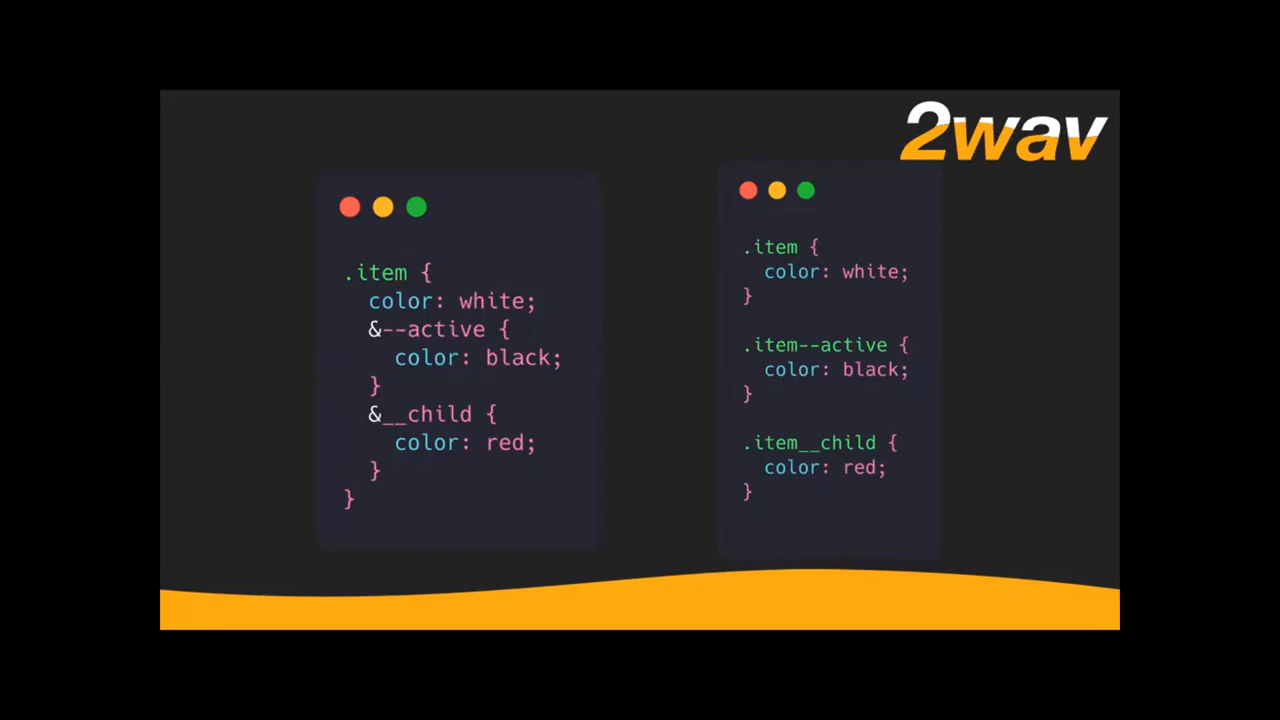 2wav
.item {
  color: white;
  &--active {
    color: black;
  }
  &__child {
    color: red;
  }
}
.item {
  color: white;
}

.item--active {
  color: black;
}

.item__child {
  color: red;
}